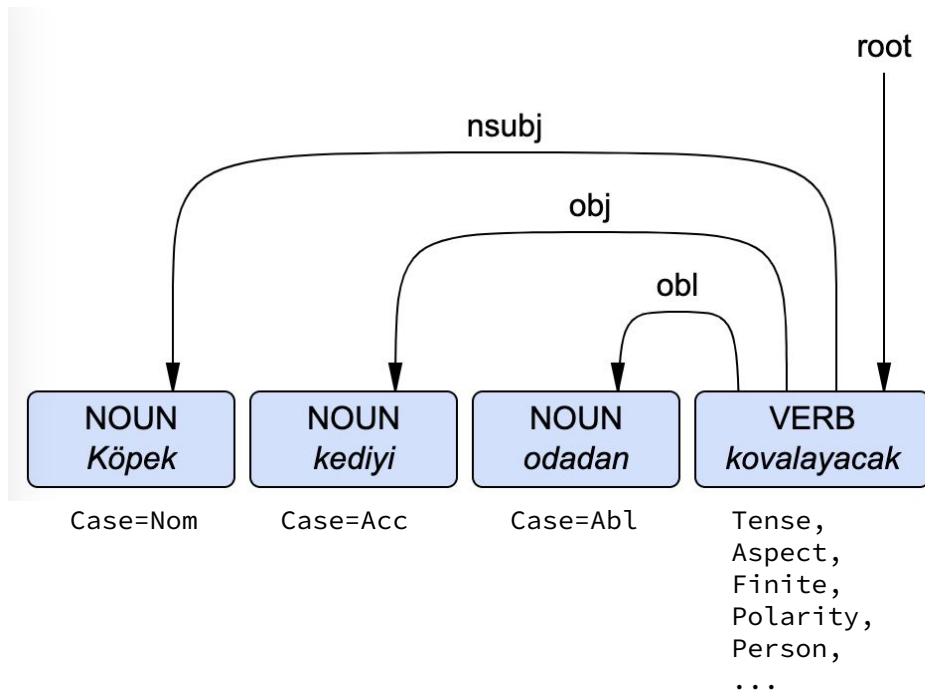 root
nsubj
obj
obl
NOUN NOUN NOUN VERB
Köpek kediyi odadan kovalayacak
Case=Nom Case=Acc Case=Abl Tense,
Aspect,
Finite,
Polarity,
Person,
...